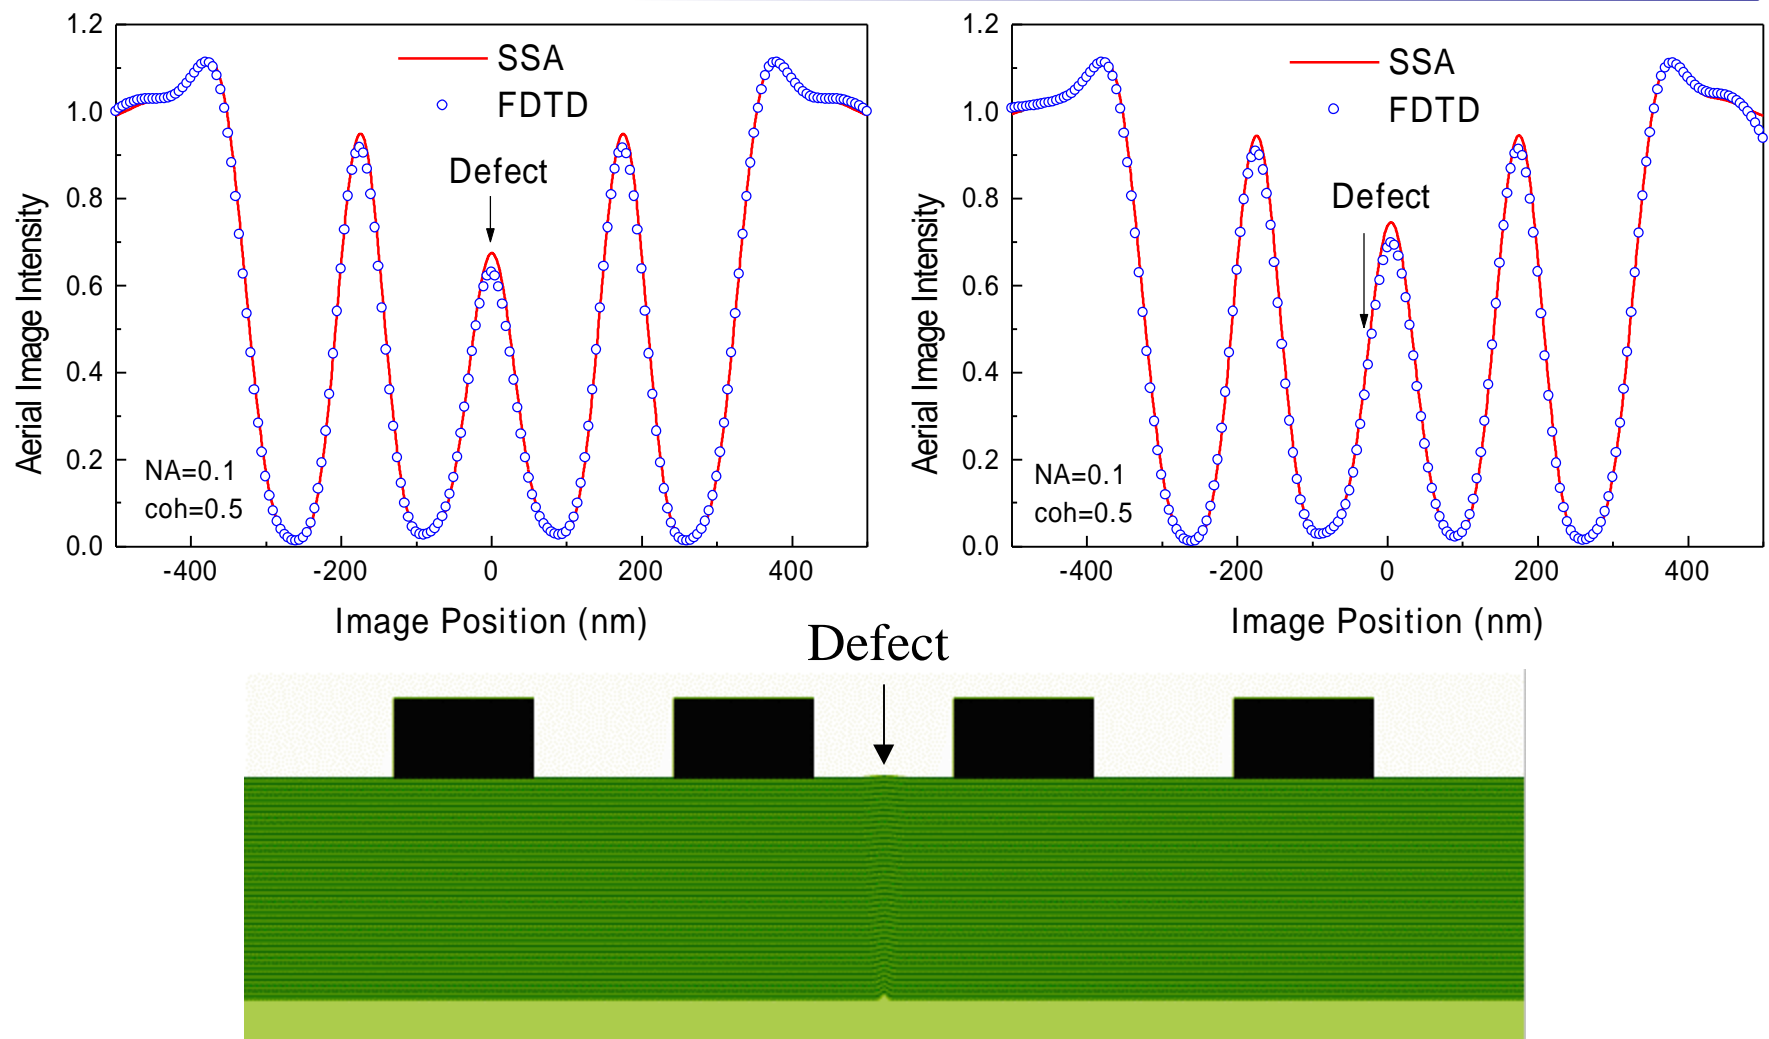 1.2
1.0
0.8
0.6
0.4
0.2
0.0
Aerial Image Intensity
SSA
FDTD
Defect
NA=0.1
coh=0.5
-400 -200 0 200 400
Image Position (nm)
1.2
1.0
0.8
0.6
0.4
0.2
0.0
Aerial Image Intensity
SSA
FDTD
Defect
NA=0.1
coh=0.5
-400 -200 0 200 400
Image Position (nm)
Defect